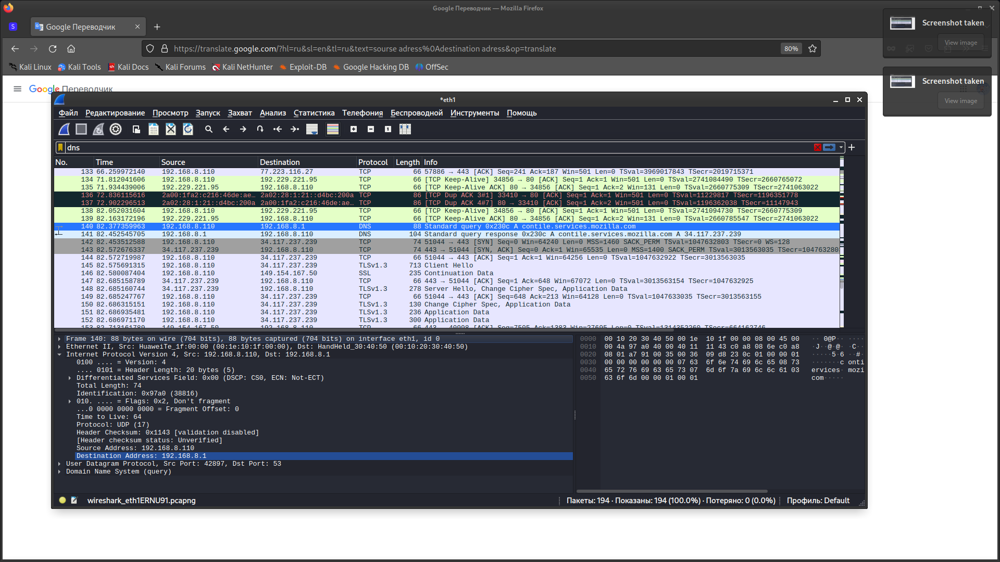 Google Переводчик — Mozilla Firefox
S
Google Переводчик
https://translate.google.com/?hl=ru&sl=en&tl=ru&text=sourse adress%0Adestination adress&op=translate
80%
Screenshot taken
View image
Screenshot taken
View image
Kali Linux
Kali Tools
Kali Docs
Kali Forums
Kali NetHunter
Exploit-DB
Google Hacking DB
OffSec
Google Переводчик
*eth1
Файл Редактирование Просмотр Запуск Захват Анализ Статистика Телефония Беспроводной Инструменты Помощь
dns
No. Time Source Destination Protocol Length Info
133 66.259972140 192.168.8.110 77.223.116.27 TCP 66 57886 → 443 [ACK] Seq=241 Ack=187 Win=501 Len=0 TSval=3969017843 TSecr=2019715371
134 71.812041606 192.168.8.110 192.229.221.95 TCP 66 [TCP Keep-Alive] 34856 → 80 [ACK] Seq=1 Ack=1 Win=501 Len=0 TSval=2741084490 TSecr=2660765072
135 71.934439006 192.229.221.95 192.168.8.110 TCP 66 [TCP Keep-Alive ACK] 80 → 34856 [ACK] Seq=1 Ack=2 Win=131 Len=0 TSval=2660775309 TSecr=2741063022
136 72.836115616 2a00:1fa2:c216:46de:ae… 2a02:28:1:21::d4bc:200a TCP 86 [TCP Dup ACK 3#1] 33410 → 80 [ACK] Seq=1 Ack=1 Win=501 Len=0 TSval=11229817 TSecr=1196351778
137 72.902296513 2a02:28:1:21::d4bc:200a 2a00:1fa2:c216:46de:ae… TCP 86 [TCP Dup ACK 4#7] 80 → 33410 [ACK] Seq=1 Ack=2 Win=501 Len=0 TSval=1196362038 TSecr=11147943
138 82.052031604 192.168.8.110 192.229.221.95 TCP 66 [TCP Keep-Alive] 34856 → 80 [ACK] Seq=1 Ack=1 Win=501 Len=0 TSval=2741094730 TSecr=2660775309
139 82.163172196 192.229.221.95 192.168.8.110 TCP 66 [TCP Keep-Alive ACK] 80 → 34856 [ACK] Seq=1 Ack=2 Win=131 Len=0 TSval=2660785547 TSecr=2741063022
140 82.377359963 192.168.8.110 192.168.8.1 DNS 88 Standard query 0x230c A contile.services.mozilla.com
141 82.452545705 192.168.8.1 192.168.8.110 DNS 104 Standard query response 0x230c A contile.services.mozilla.com A 34.117.237.239
142 82.453512588 192.168.8.110 34.117.237.239 TCP 74 51044 → 443 [SYN] Seq=0 Win=64240 Len=0 MSS=1460 SACK_PERM TSval=1047632803 TSecr=0 WS=128
143 82.572676337 34.117.237.239 192.168.8.110 TCP 74 443 → 51044 [SYN, ACK] Seq=0 Ack=1 Win=65535 Len=0 MSS=1400 SACK_PERM TSval=3013563035 TSecr=104763280
144 82.572719987 192.168.8.110 34.117.237.239 TCP 66 51044 → 443 [ACK] Seq=1 Ack=1 Win=64256 Len=0 TSval=1047632922 TSecr=3013563035
145 82.575691315 192.168.8.110 34.117.237.239 TLSv1.3 713 Client Hello
146 82.580087404 192.168.8.110 149.154.167.50 SSL 235 Continuation Data
147 82.685158789 34.117.237.239 192.168.8.110 TCP 66 443 → 51044 [ACK] Seq=1 Ack=648 Win=67072 Len=0 TSval=3013563154 TSecr=1047632925
148 82.685160744 34.117.237.239 192.168.8.110 TLSv1.3 278 Server Hello, Change Cipher Spec, Application Data
149 82.685247767 192.168.8.110 34.117.237.239 TCP 66 51044 → 443 [ACK] Seq=648 Ack=213 Win=64128 Len=0 TSval=1047633035 TSecr=3013563155
150 82.686315151 192.168.8.110 34.117.237.239 TLSv1.3 130 Change Cipher Spec, Application Data
151 82.686935481 192.168.8.110 34.117.237.239 TLSv1.3 236 Application Data
152 82.686971170 192.168.8.110 34.117.237.239 TLSv1.3 300 Application Data
153 82.713161789 149.154.167.50 192.168.8.110 TCP 66 443 → 40998 [ACK] Seq=7505 Ack=1383 Win=27695 Len=0 TSval=1314352260 TSecr=664162746
Frame 140: 88 bytes on wire (704 bits), 88 bytes captured (704 bits) on interface eth1, id 0
Ethernet II, Src: HuaweiTe_1f:00:00 (00:1e:10:1f:00:00), Dst: HandHeld_30:40:50 (00:10:20:30:40:50)
Internet Protocol Version 4, Src: 192.168.8.110, Dst: 192.168.8.1
0100 .... = Version: 4
.... 0101 = Header Length: 20 bytes (5)
Differentiated Services Field: 0x00 (DSCP: CS0, ECN: Not-ECT)
Total Length: 74
Identification: 0x97a0 (38816)
010. .... = Flags: 0x2, Don't fragment
...0 0000 0000 0000 = Fragment Offset: 0
Time to Live: 64
Protocol: UDP (17)
Header Checksum: 0x1143 [validation disabled]
[Header checksum status: Unverified]
Source Address: 192.168.8.110
Destination Address: 192.168.8.1
User Datagram Protocol, Src Port: 42897, Dst Port: 53
Domain Name System (query)
0000 00 10 20 30 40 50 00 1e 10 1f 00 00 08 00 45 00 ·· 0@P·· ······
0010 00 4a 97 a0 40 00 40 11 11 43 c0 a8 08 6e c0 a8 ·J··@·@· ·C··
0020 08 01 a7 91 00 35 00 36 09 d8 23 0c 01 00 00 01 ·····5·6 ··#·
0030 00 00 00 00 00 00 07 63 6f 6e 74 69 6c 65 08 73 ·······c onti
0040 65 72 76 69 63 65 73 07 6d 6f 7a 69 6c 6c 61 03 ervices· mozi
0050 63 6f 6d 00 00 01 00 01 com·····
wireshark_eth1ERNU91.pcapng
Пакеты: 194 · Показаны: 194 (100.0%) · Потеряно: 0 (0.0%)
Профиль: Default